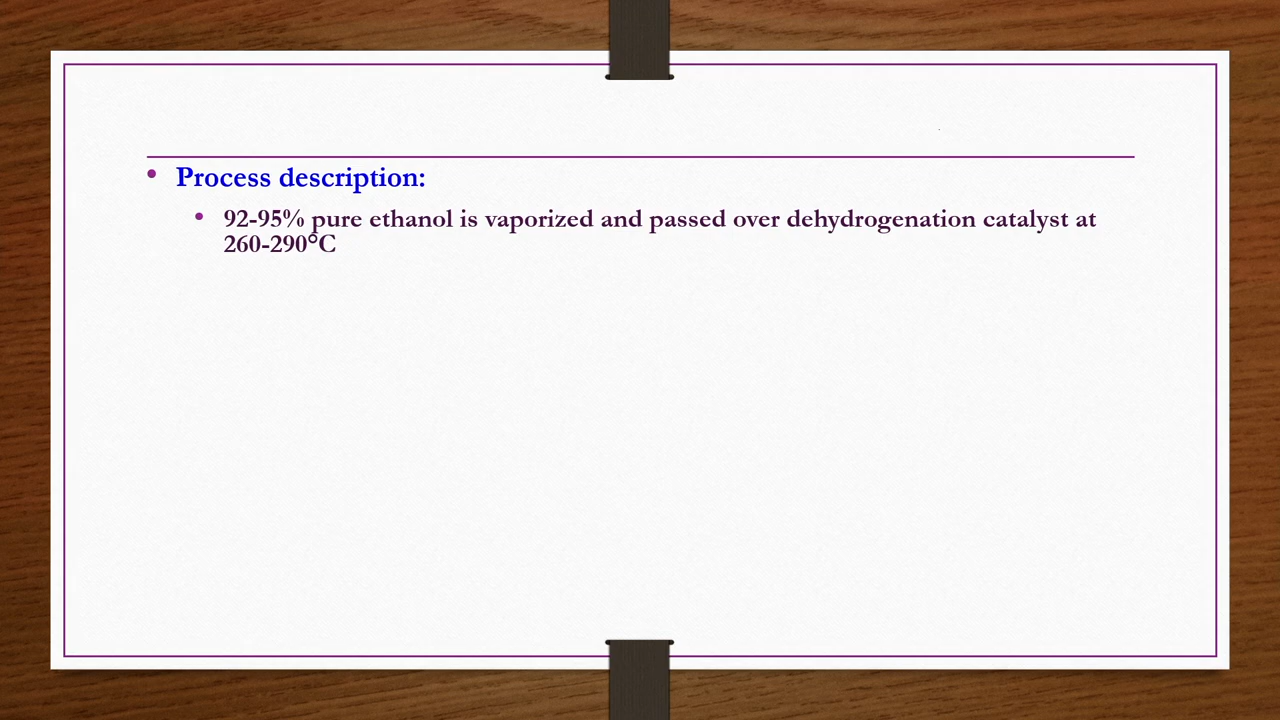 • Process description:
• 92-95% pure ethanol is vaporized and passed over dehydrogenation catalyst at
260-290°C